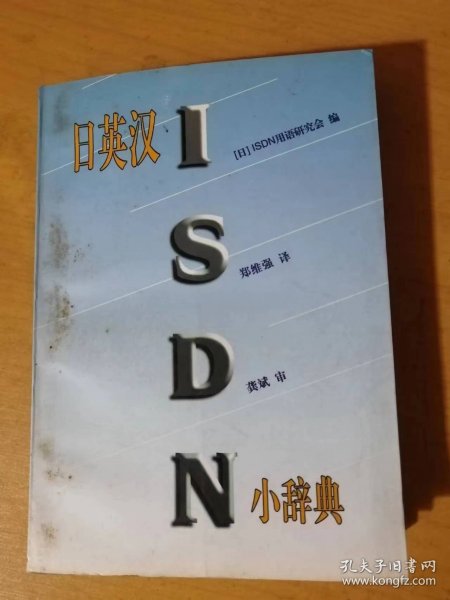 日英汉
I
S
D
N
小辞典
[日] ISDN用语研究会 编
郑维强 译
龚斌 审
孔夫子旧书网
www.kongfz.com